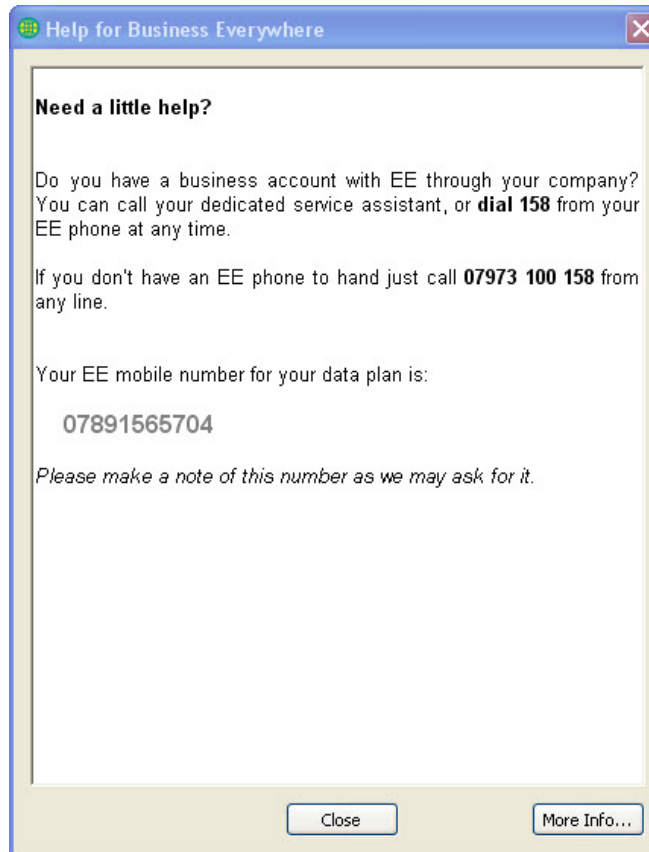 Help for Business Everywhere
Need a little help?
Do you have a business account with EE through your company?
You can call your dedicated service assistant, or dial 158 from your
EE phone at any time.
If you don't have an EE phone to hand just call 07973 100 158 from
any line.
Your EE mobile number for your data plan is:
07891565704
Please make a note of this number as we may ask for it.
Close
More Info...